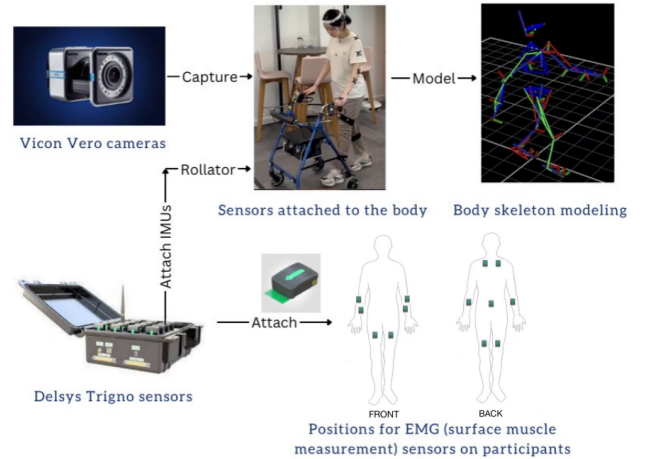 Capture
Model
Vicon Vero cameras
Rollator
Sensors attached to the body
Body skeleton modeling
Attach IMUs
Attach
Delsys Trigno sensors
FRONT
BACK
Positions for EMG (surface muscle
measurement) sensors on participants